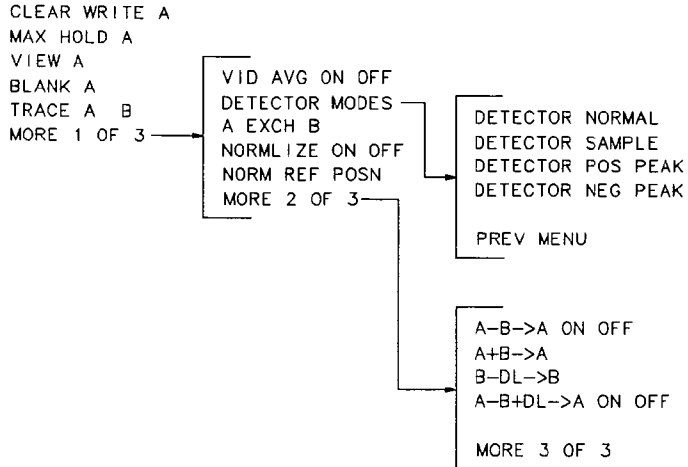 CLEAR WRITE A
MAX HOLD A
VIEW A
BLANK A
TRACE A B
MORE 1 OF 3
VID AVG ON OFF
DETECTOR MODES
A EXCH B
NORMLIZE ON OFF
NORM REF POSN
MORE 2 OF 3
DETECTOR NORMAL
DETECTOR SAMPLE
DETECTOR POS PEAK
DETECTOR NEG PEAK
PREV MENU
A-B->A ON OFF
A+B->A
B-DL->B
A-B+DL->A ON OFF
MORE 3 OF 3